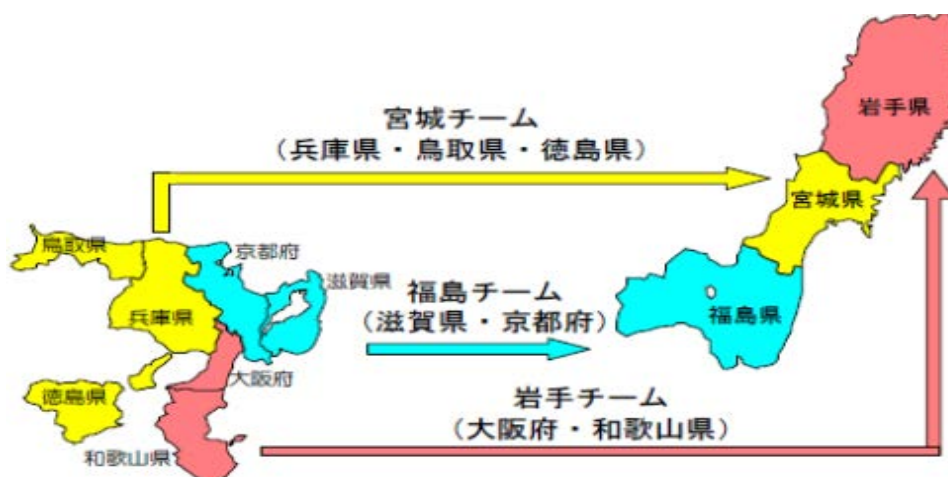 岩手県
宮城チーム
（兵庫県・鳥取県・徳島県）
宮城県
鳥取県
京都府
滋賀県
兵庫県
福島チーム
（滋賀県・京都府）
福島県
大阪府
徳島県
岩手チーム
（大阪府・和歌山県）
和歌山県